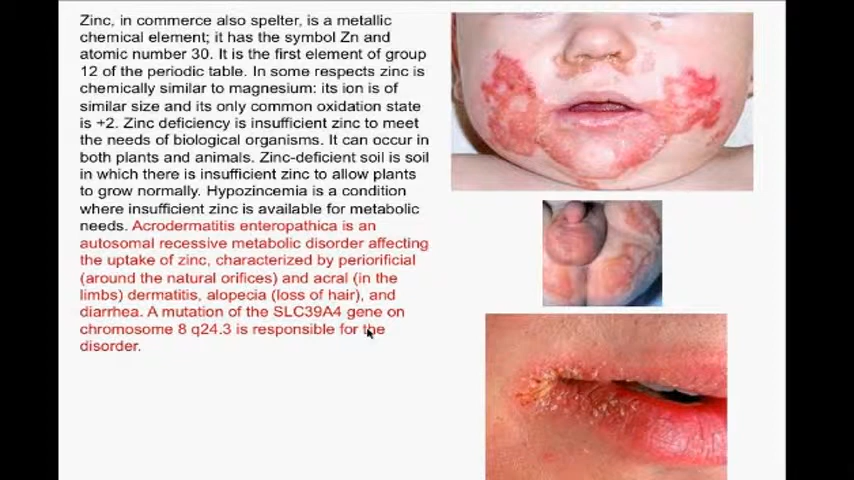 Zinc, in commerce also spelter, is a metallic
chemical element; it has the symbol Zn and
atomic number 30. It is the first element of group
12 of the periodic table. In some respects zinc is
chemically similar to magnesium: its ion is of
similar size and its only common oxidation state
is +2. Zinc deficiency is insufficient zinc to meet
the needs of biological organisms. It can occur in
both plants and animals. Zinc-deficient soil is soil
in which there is insufficient zinc to allow plants
to grow normally. Hypozincemia is a condition
where insufficient zinc is available for metabolic
needs. Acrodermatitis enteropathica is an
autosomal recessive metabolic disorder affecting
the uptake of zinc, characterized by periorificial
(around the natural orifices) and acral (in the
limbs) dermatitis, alopecia (loss of hair), and
diarrhea. A mutation of the SLC39A4 gene on
chromosome 8 q24.3 is responsible for the
disorder.